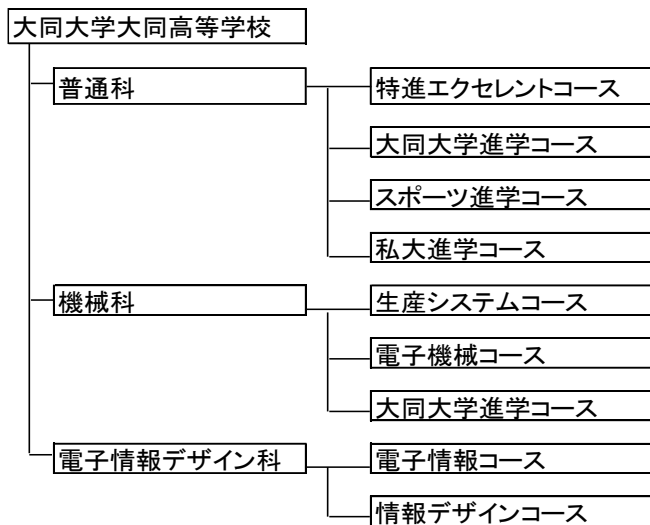 大同大学大同高等学校
普通科
特進エクセレントコース
大同大学進学コース
スポーツ進学コース
私大進学コース
機械科
生産システムコース
電子機械コース
大同大学進学コース
電子情報デザイン科
電子情報コース
情報デザインコース